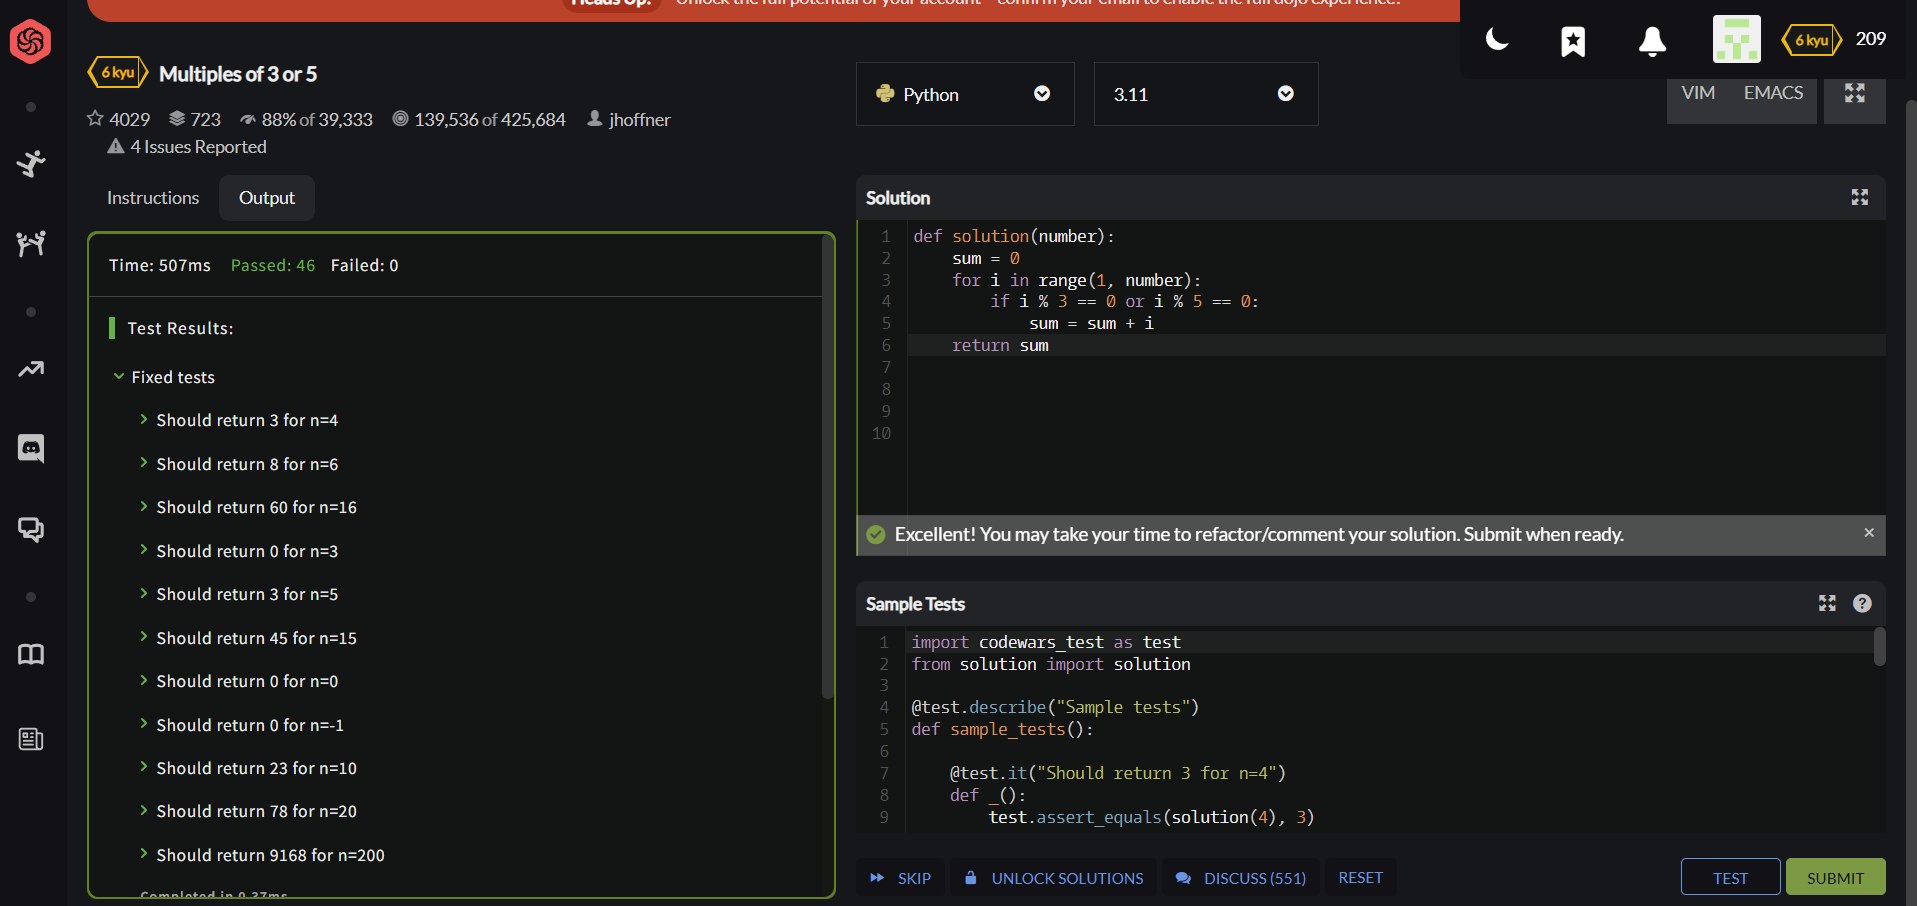 Heads Up! Unlock the full potential of your account - confirm your email to enable the full dojo experience!
6 kyu 209
6 kyu Multiples of 3 or 5
4029 723 88% of 39,333 139,536 of 425,684 jhoffner
4 Issues Reported
Python
3.11
VIM EMACS
Instructions Output
Time: 507ms Passed: 46 Failed: 0
Test Results:
Fixed tests
Should return 3 for n=4
Should return 8 for n=6
Should return 60 for n=16
Should return 0 for n=3
Should return 3 for n=5
Should return 45 for n=15
Should return 0 for n=0
Should return 0 for n=-1
Should return 23 for n=10
Should return 78 for n=20
Should return 9168 for n=200
Completed in 0.37ms
Solution
1 def solution(number):
2 sum = 0
3 for i in range(1, number):
4 if i % 3 == 0 or i % 5 == 0:
5 sum = sum + i
6 return sum
7
8
9
10
Excellent! You may take your time to refactor/comment your solution. Submit when ready.
Sample Tests
1 import codewars_test as test
2 from solution import solution
3
4 @test.describe("Sample tests")
5 def sample_tests():
6
7 @test.it("Should return 3 for n=4")
8 def _():
9 test.assert_equals(solution(4), 3)
SKIP UNLOCK SOLUTIONS DISCUSS (551) RESET TEST SUBMIT